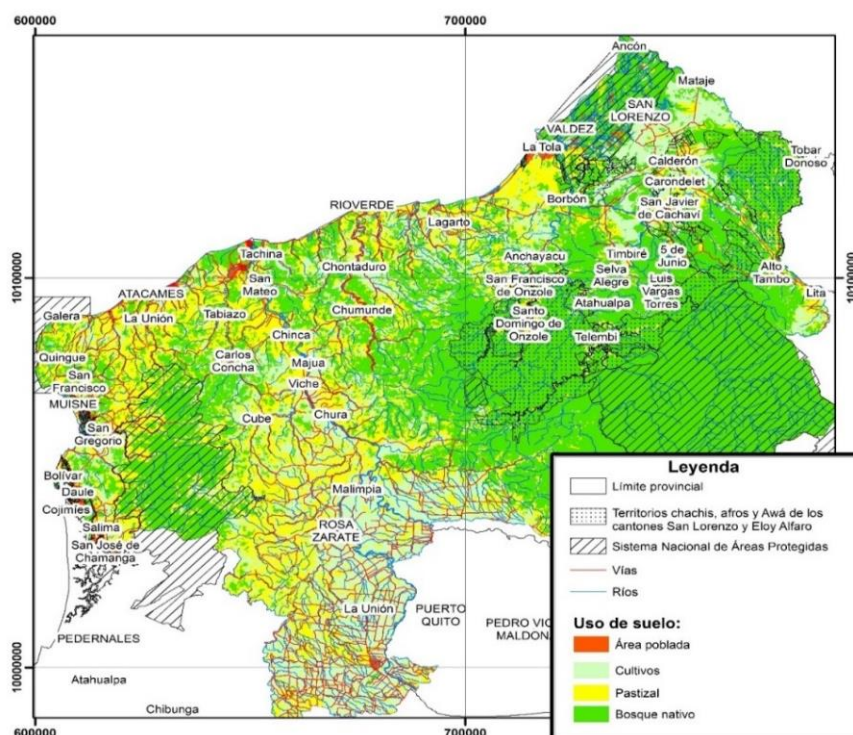 600000
700000
Ancón
Mataje
SAN
LORENZO
VALDEZ
La Tola
Tobar
Donoso
Calderón
Carondelet
RIOVERDE
Borbón
San Javier
de Cachaví
Lagarto
Tachina
Anchayacu
Timbiré
5 de
Junio
10100000
San
Mateo
Chontaduro
San Francisco
de Onzole
Selva
Alegre
Luis
Vargas
Torres
Alto
Tambo
10100000
ATACAMES
Lita
Galera
La Unión
Tabiazo
Chumunde
Santo
Domingo de
Onzole
Atahualpa
Chinca
Telembi
Quingue
Carlos
Concha
Majua
San
Francisco
Viche
MUISNE
Cube
Chura
San
Gregorio
Bolívar
Daule
Cojimíes
Malimpia
Salima
ROSA
ZARATE
San José de
Chamanga
La Unión
PUERTO
QUITO
PEDRO VIC
MALDONA
PEDERNALES
10000000
Atahualpa
Chibunga
600000
700000
Leyenda
Límite provincial
Territorios chachis, afros y Awá de los
cantones San Lorenzo y Eloy Alfaro
Sistema Nacional de Áreas Protegidas
Vías
Ríos
Uso de suelo:
Área poblada
Cultivos
Pastizal
Bosque nativo